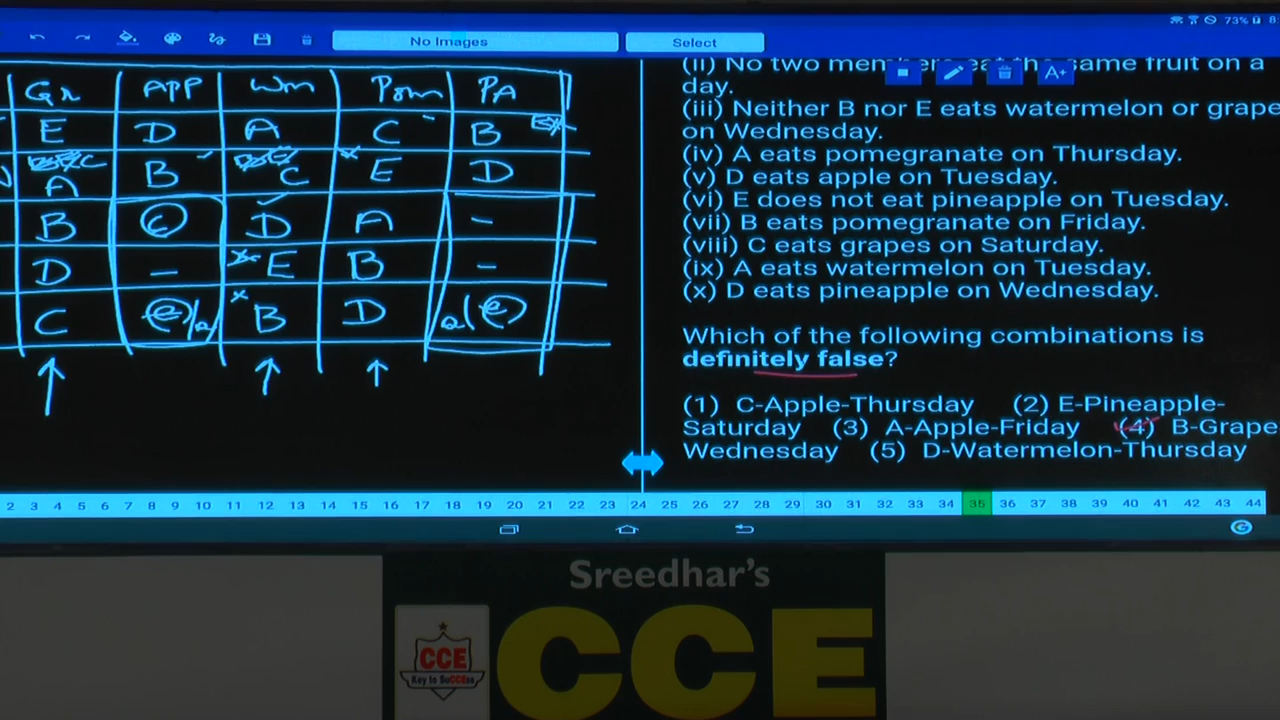 73% 8
No Images
Select
Gr APP Wm Pom PA
E D A C B
C
A B C E D
B C D A -
D - E B -
C e/a B D a/e
(ii) No two members eat the same fruit on a
day.
(iii) Neither B nor E eats watermelon or grape
on Wednesday.
(iv) A eats pomegranate on Thursday.
(v) D eats apple on Tuesday.
(vi) E does not eat pineapple on Tuesday.
(vii) B eats pomegranate on Friday.
(viii) C eats grapes on Saturday.
(ix) A eats watermelon on Tuesday.
(x) D eats pineapple on Wednesday.
Which of the following combinations is
definitely false?
(1) C-Apple-Thursday (2) E-Pineapple-
Saturday (3) A-Apple-Friday (4) B-Grape
Wednesday (5) D-Watermelon-Thursday
2 3 4 5 6 7 8 9 10 11 12 13 14 15 16 17 18 19 20 21 22 23 24 25 26 27 28 29 30 31 32 33 34 35 36 37 38 39 40 41 42 43 44
A+
Sreedhar's
CCE
CCE
Key to SuCCEss